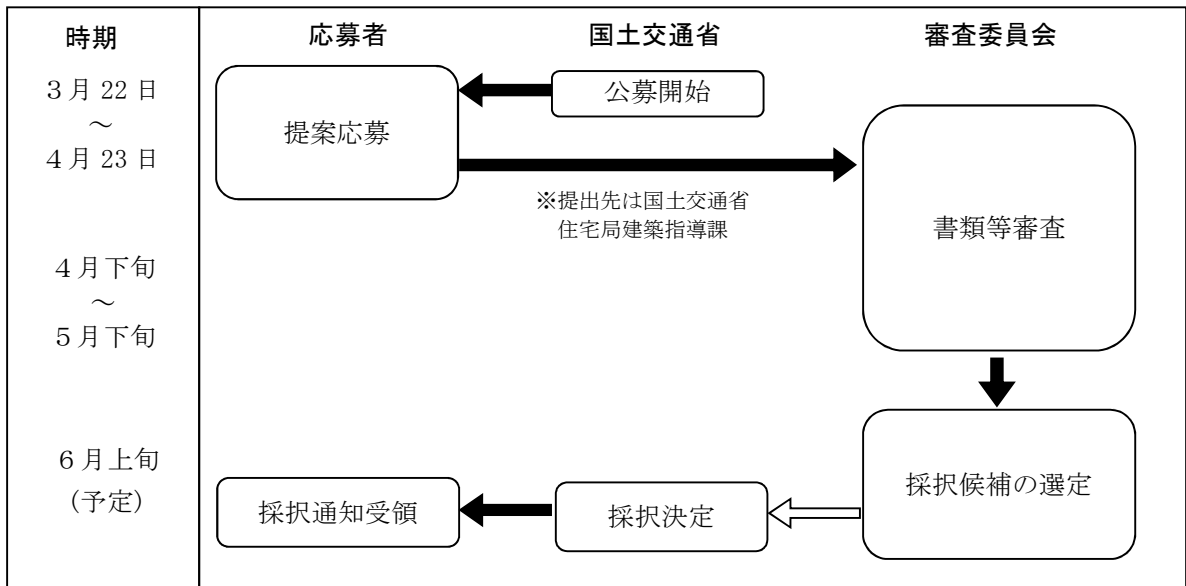 時期
応募者
国土交通省
審査委員会
３月 22 日
～
４月 23 日
公募開始
提案応募
※提出先は国土交通省
住宅局建築指導課
書類等審査
４月下旬
～
５月下旬
６月上旬
（予定）
採択候補の選定
採択決定
採択通知受領